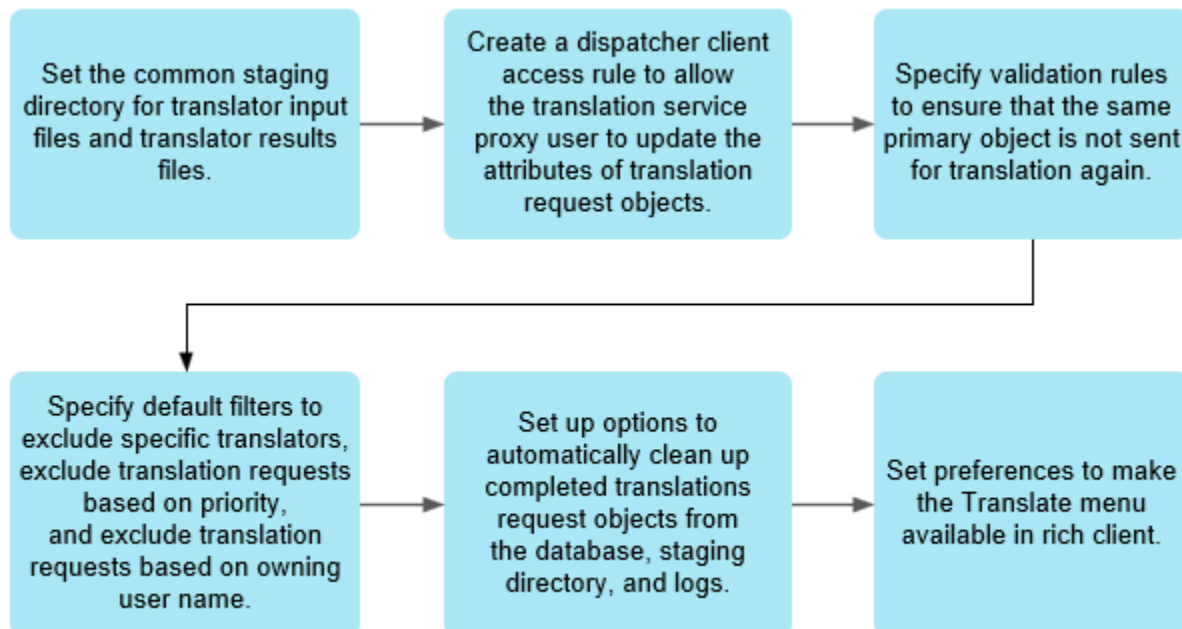 Set the common staging
directory for translator input
files and translator results
files.
Create a dispatcher client
access rule to allow
the translation service
proxy user to update the
attributes of translation
request objects.
Specify validation rules
to ensure that the same
primary object is not sent
for translation again.
Specify default filters to
exclude specific translators,
exclude translation requests
based on priority,
and exclude translation
requests based on owning
user name.
Set up options to
automatically clean up
completed translations
request objects from
the database, staging
directory, and logs.
Set preferences to make
the Translate menu
available in rich client.